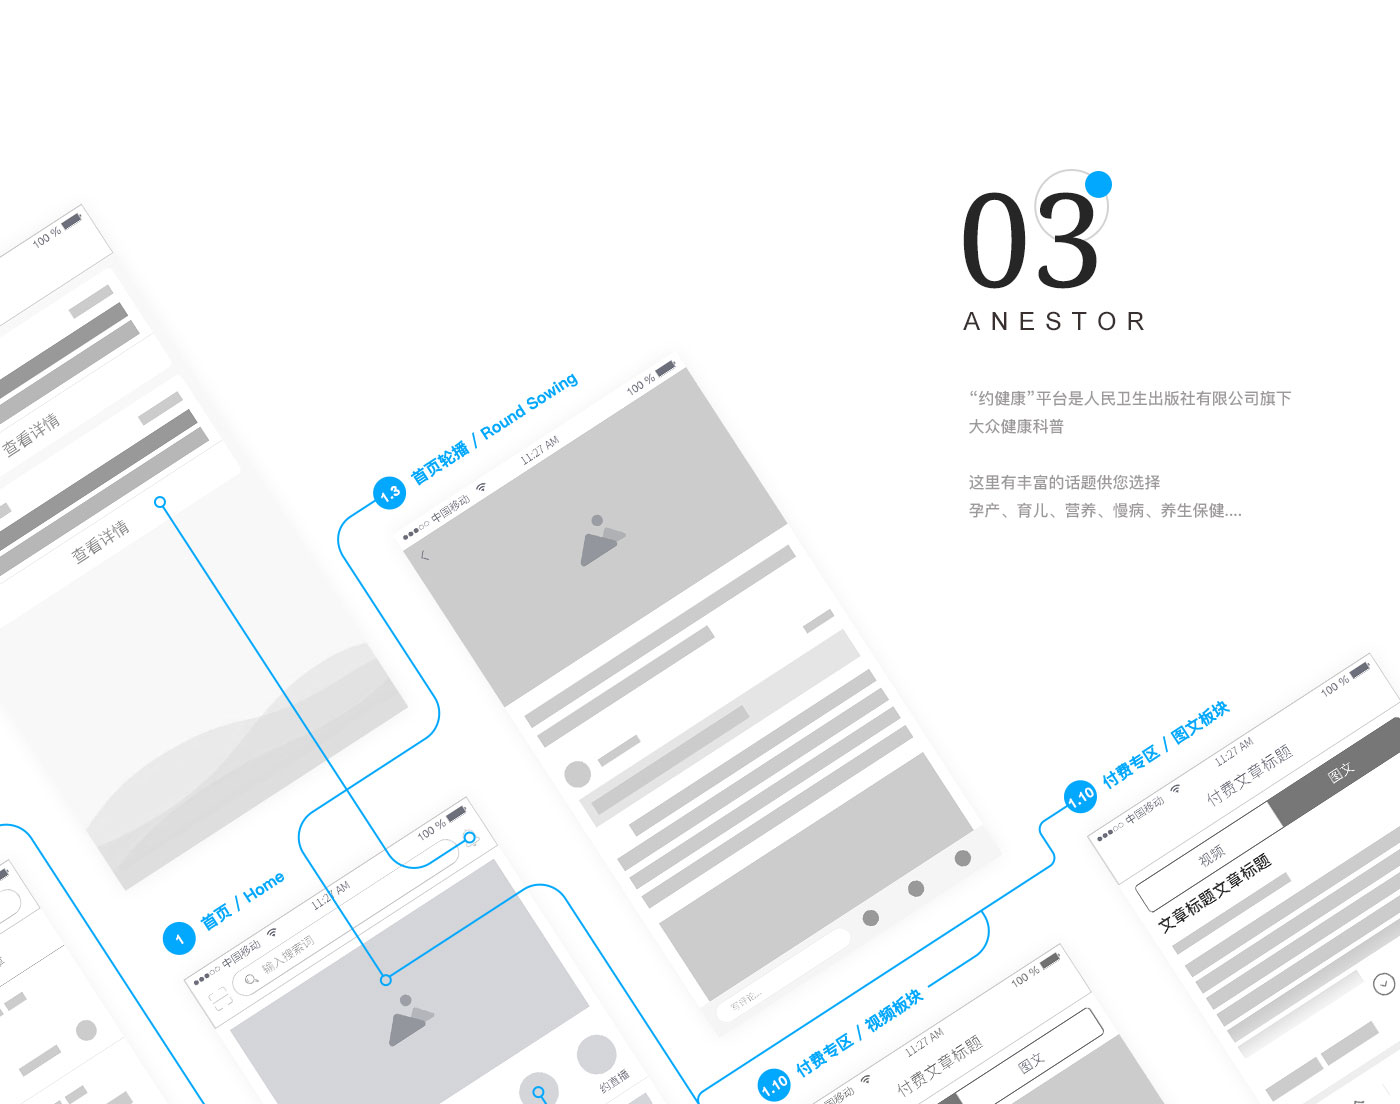 03
ANESTOR
“约健康”平台是人民卫生出版社有限公司旗下
大众健康科普
这里有丰富的话题供您选择
孕产、育儿、营养、慢病、养生保健....
100 %
查看详情
查看详情
1.3 首页轮播 / Round Sowing
中国移动 11:27 AM 100 %
写评论...
1 首页 / Home
中国移动 11:27 AM 100 %
输入搜索词
约直播
1.10 付费专区 / 视频板块
中国移动 11:27 AM 100 %
付费文章标题
图文
1.10 付费专区 / 图文板块
中国移动 11:27 AM 100 %
付费文章标题
视频 图文
文章标题文章标题